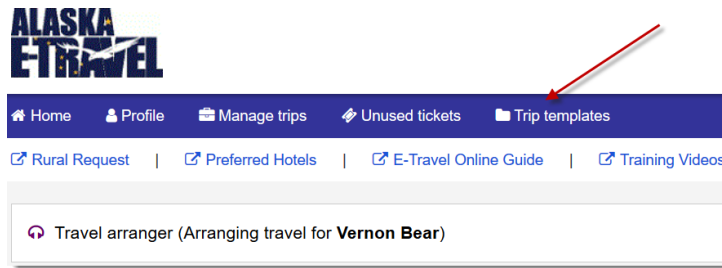 ALASKA
E-TRAVEL
Home Profile Manage trips Unused tickets Trip templates
Rural Request | Preferred Hotels | E-Travel Online Guide | Training Videos
Travel arranger (Arranging travel for Vernon Bear)